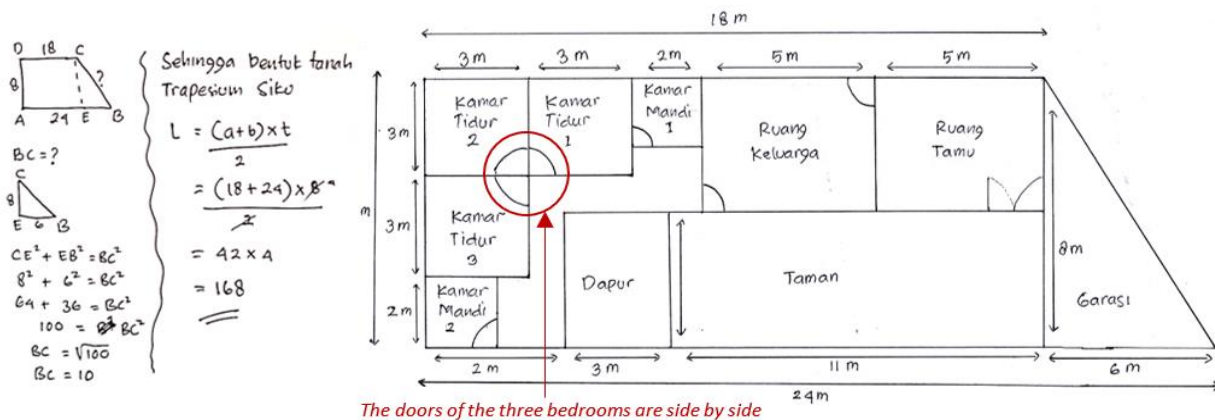 D 18 C
8
?
A 24 E B
BC = ?
C
8
E 6 B
CE² + EB² = BC²
8² + 6² = BC²
64 + 36 = BC²
100 = BC²
BC = √100
BC = 10
Sehingga bentuk tanah
Trapesium Siku
L = (a+b) × t
2
= (18 + 24) × 8 4
2
= 42 × 4
= 168
18 m
3 m 3 m 2 m 5 m 5 m
Kamar
Tidur
2
Kamar
Tidur
1
Kamar
Mandi
1
Ruang
Keluarga
Ruang
Tamu
3 m
m
3 m
Kamar
Tidur
3
2 m
Kamar
Mandi
2
Dapur
Taman
8 m
Garasi
2 m 3 m 11 m 6 m
24 m
The doors of the three bedrooms are side by side